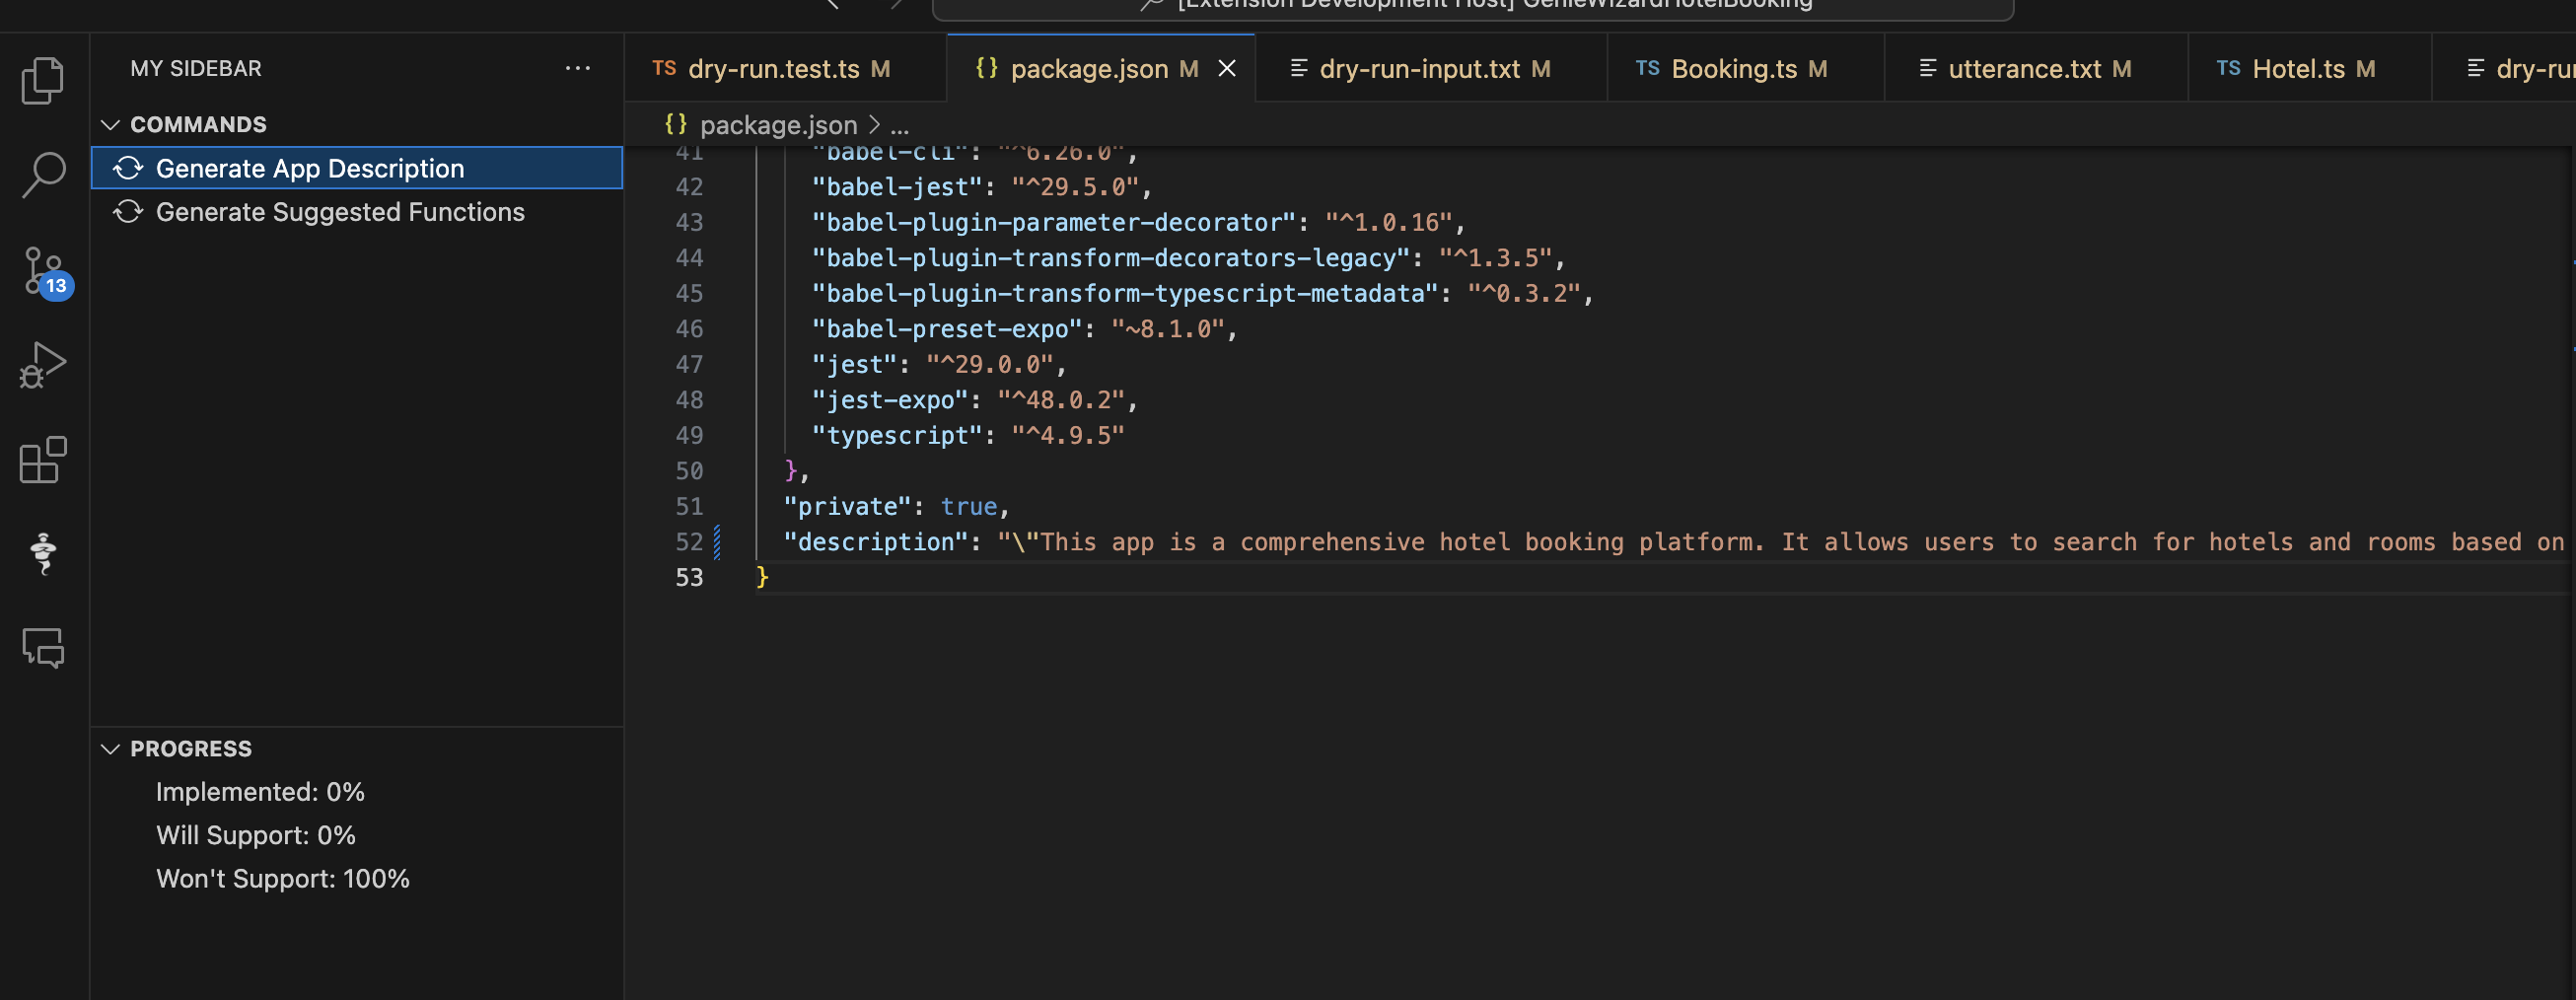 [Extension Development Host] GenieWizardHotelBooking
MY SIDEBAR
COMMANDS
Generate App Description
Generate Suggested Functions
13
PROGRESS
Implemented: 0%
Will Support: 0%
Won't Support: 100%
TS dry-run.test.ts M
{} package.json M
dry-run-input.txt M
TS Booking.ts M
utterance.txt M
TS Hotel.ts M
dry-ru
{} package.json > ...
41 "babel-cli": "^6.26.0",
42 "babel-jest": "^29.5.0",
43 "babel-plugin-parameter-decorator": "^1.0.16",
44 "babel-plugin-transform-decorators-legacy": "^1.3.5",
45 "babel-plugin-transform-typescript-metadata": "^0.3.2",
46 "babel-preset-expo": "~8.1.0",
47 "jest": "^29.0.0",
48 "jest-expo": "^48.0.2",
49 "typescript": "^4.9.5"
50 },
51 "private": true,
52 "description": "\"This app is a comprehensive hotel booking platform. It allows users to search for hotels and rooms based on
53 }